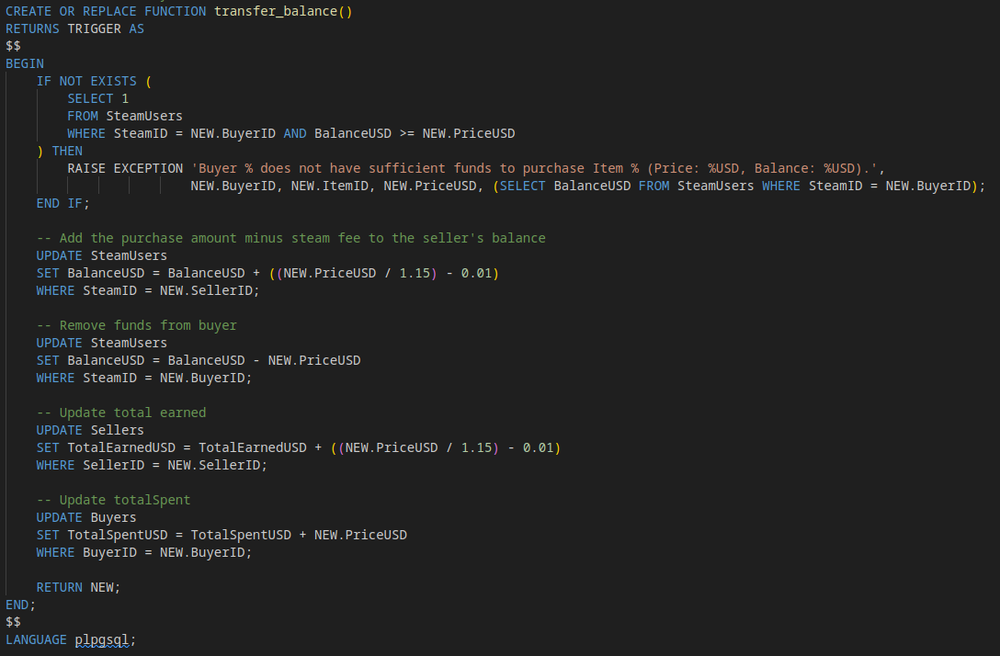 CREATE OR REPLACE FUNCTION transfer_balance()
RETURNS TRIGGER AS
$$
BEGIN
    IF NOT EXISTS (
        SELECT 1
        FROM SteamUsers
        WHERE SteamID = NEW.BuyerID AND BalanceUSD >= NEW.PriceUSD
    ) THEN
        RAISE EXCEPTION 'Buyer % does not have sufficient funds to purchase Item % (Price: %USD, Balance: %USD).',
                        NEW.BuyerID, NEW.ItemID, NEW.PriceUSD, (SELECT BalanceUSD FROM SteamUsers WHERE SteamID = NEW.BuyerID);
    END IF;

    -- Add the purchase amount minus steam fee to the seller's balance
    UPDATE SteamUsers
    SET BalanceUSD = BalanceUSD + ((NEW.PriceUSD / 1.15) - 0.01)
    WHERE SteamID = NEW.SellerID;

    -- Remove funds from buyer
    UPDATE SteamUsers
    SET BalanceUSD = BalanceUSD - NEW.PriceUSD
    WHERE SteamID = NEW.BuyerID;

    -- Update total earned
    UPDATE Sellers
    SET TotalEarnedUSD = TotalEarnedUSD + ((NEW.PriceUSD / 1.15) - 0.01)
    WHERE SellerID = NEW.SellerID;

    -- Update totalSpent
    UPDATE Buyers
    SET TotalSpentUSD = TotalSpentUSD + NEW.PriceUSD
    WHERE BuyerID = NEW.BuyerID;

    RETURN NEW;
END;
$$
LANGUAGE plpgsql;